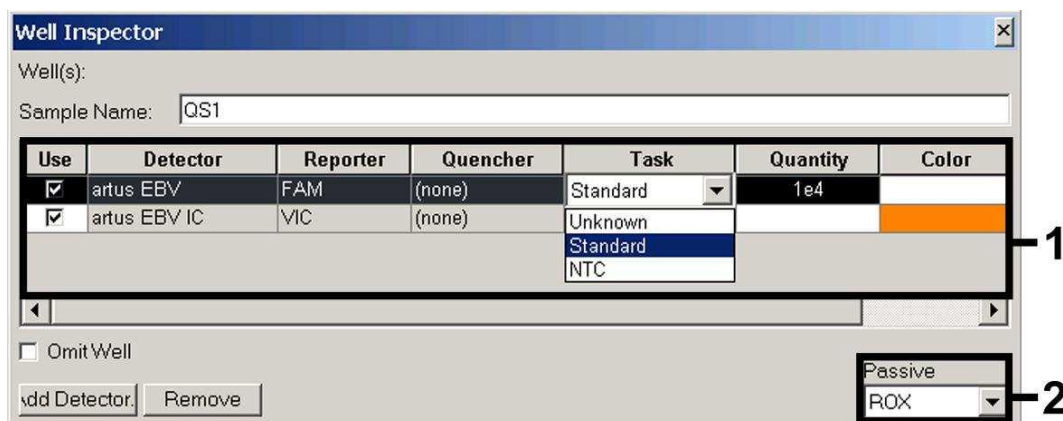 Well Inspector
Well(s):
Sample Name: QS1
Use Detector Reporter Quencher Task Quantity Color
artus EBV FAM (none) Standard 1e4
artus EBV IC VIC (none) Unknown
Standard
NTC
1
Omit Well
Passive
\dd Detector. Remove ROX
2